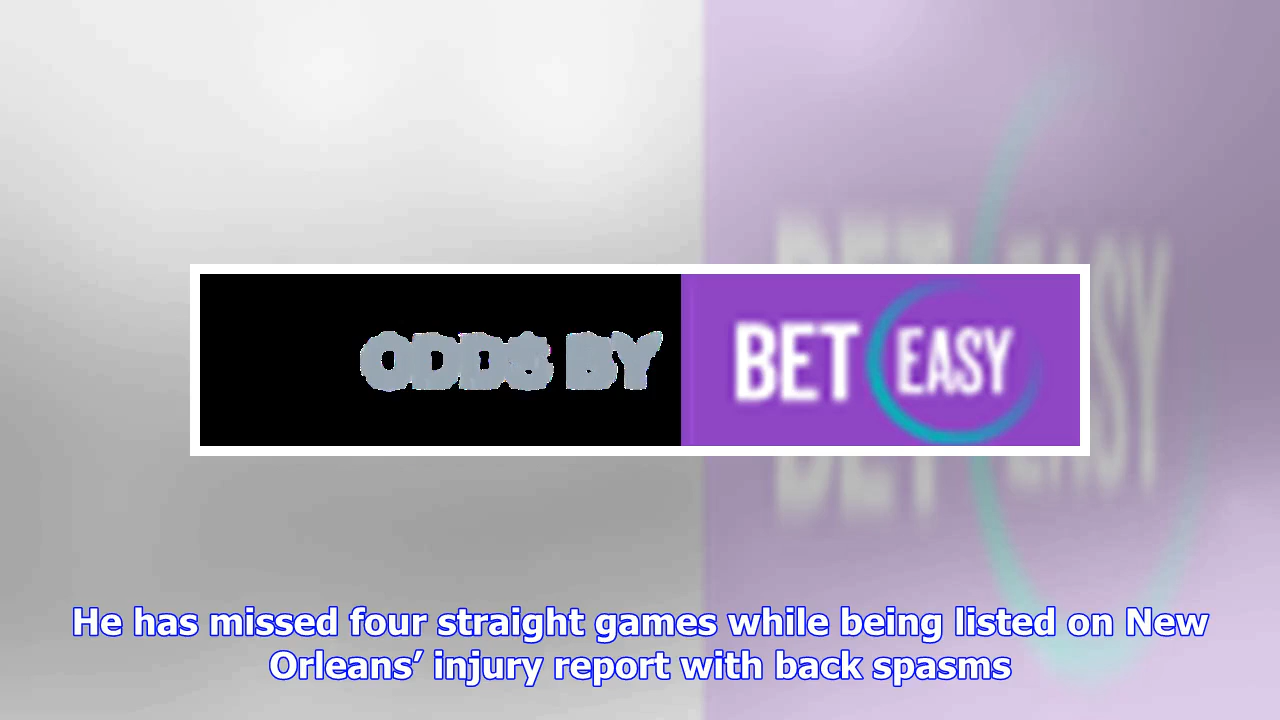 ODDS BY BET EASY
He has missed four straight games while being listed on New
Orleans’ injury report with back spasms